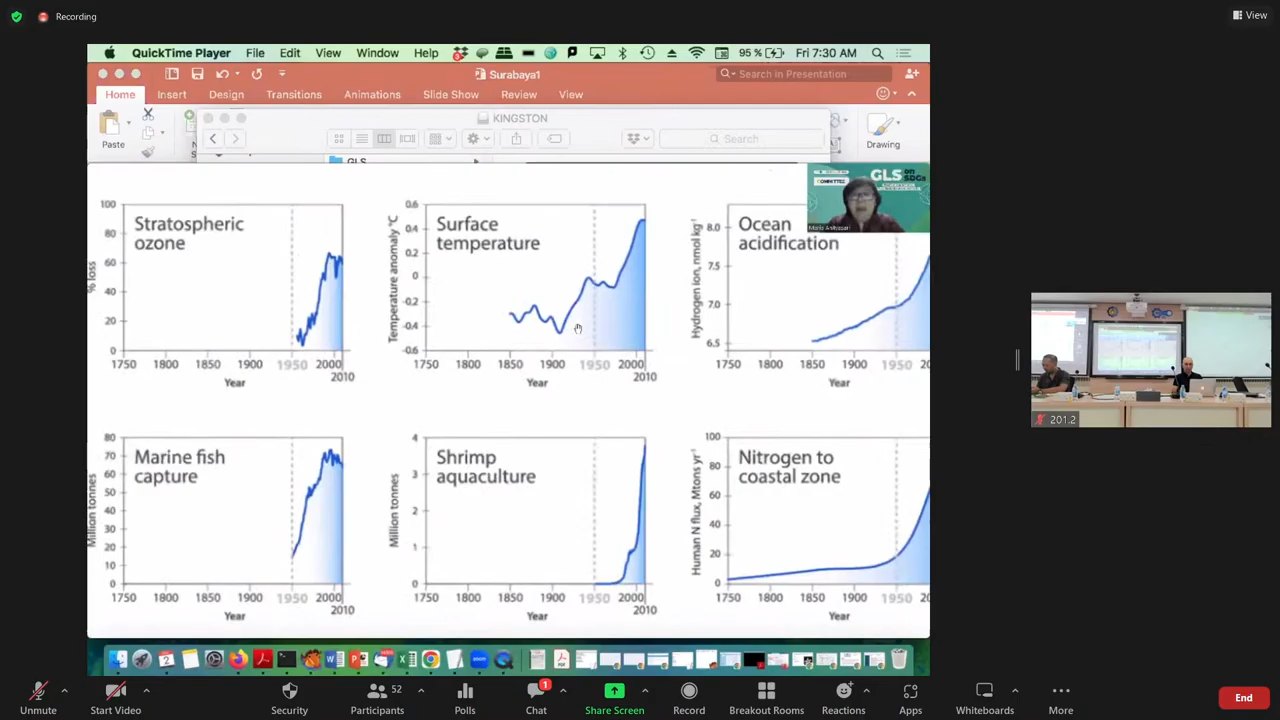 Recording
View
QuickTime Player File Edit View Window Help 95 % Fri 7:30 AM
Surabaya1
Search in Presentation
Home Insert Design Transitions Animations Slide Show Review View
KINGSTON
Paste
Search
Drawing
GLS
COMMITTEE
GLS on SDGs
Stratospheric
ozone
% loss
100
80
60
40
20
0
1750 1800 1850 1900 1950 2000
2010
Year
Surface
temperature
Temperature anomaly °C
0.6
0.4
0.2
0
-0.2
-0.4
-0.6
1750 1800 1850 1900 1950 2000
2010
Year
Ocean
acidification
Hydrogen ion, nmol kg⁻¹
8.0
7.5
7.0
6.5
1750 1800 1850 1900 1950
Year
Marine fish
capture
Million tonnes
80
70
60
50
40
30
20
10
0
1750 1800 1850 1900 1950 2000
2010
Year
Shrimp
aquaculture
Million tonnes
4
3
2
1
0
1750 1800 1850 1900 1950 2000
2010
Year
Nitrogen to
coastal zone
Human N flux, Mtons yr⁻¹
100
80
60
40
20
0
1750 1800 1850 1900 1950
Year
201.2
Unmute
Start Video
Security
52
Participants
Polls
1
Chat
Share Screen
Record
Breakout Rooms
Reactions
Apps
Whiteboards
More
End